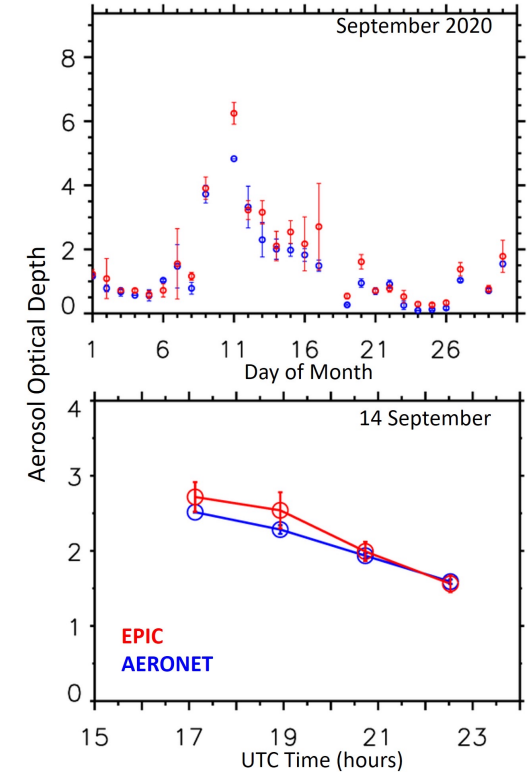 September 2020
8
6
4
2
0
1 6 11 16 21 26
Day of Month
Aerosol Optical Depth
14 September
4
3
2
1
0
EPIC
AERONET
15 17 19 21 23
UTC Time (hours)